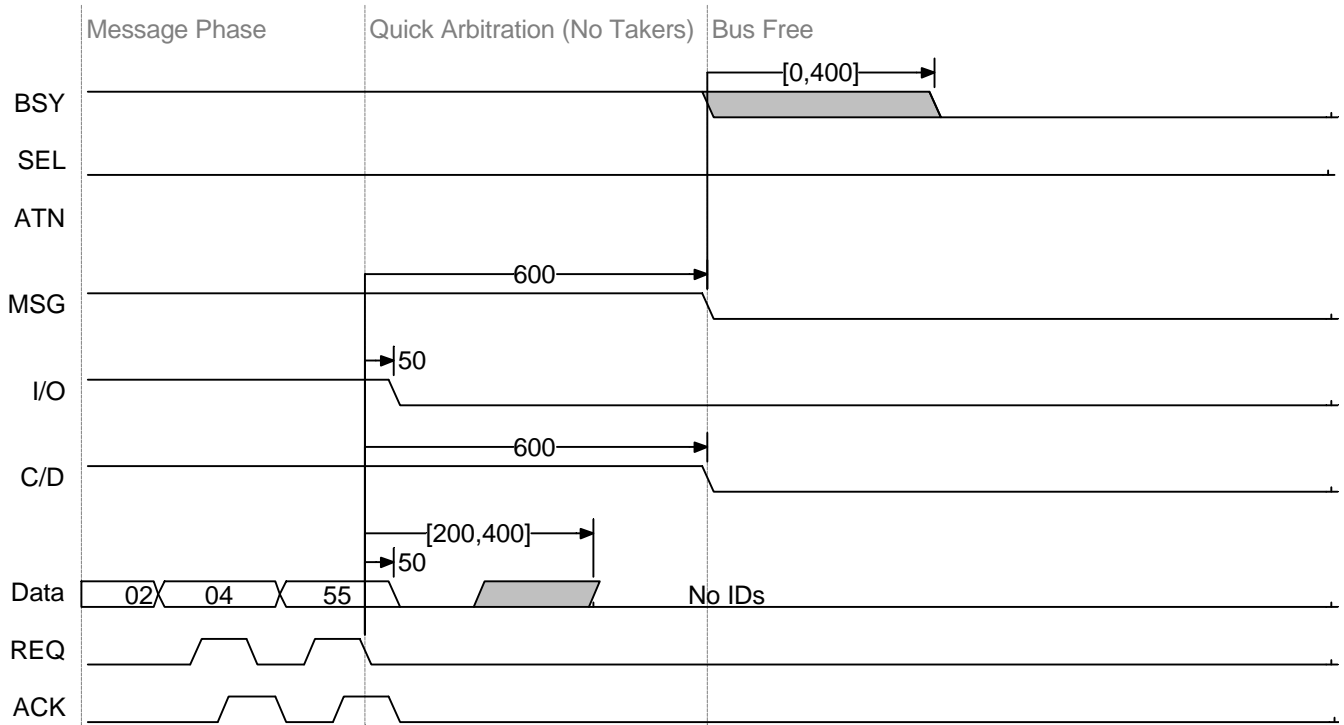 Message Phase Quick Arbitration (No Takers) Bus Free
[0,400]
BSY
SEL
ATN
600
MSG
50
I/O
600
C/D
[200,400]
50
Data 02 04 55 No IDs
REQ
ACK